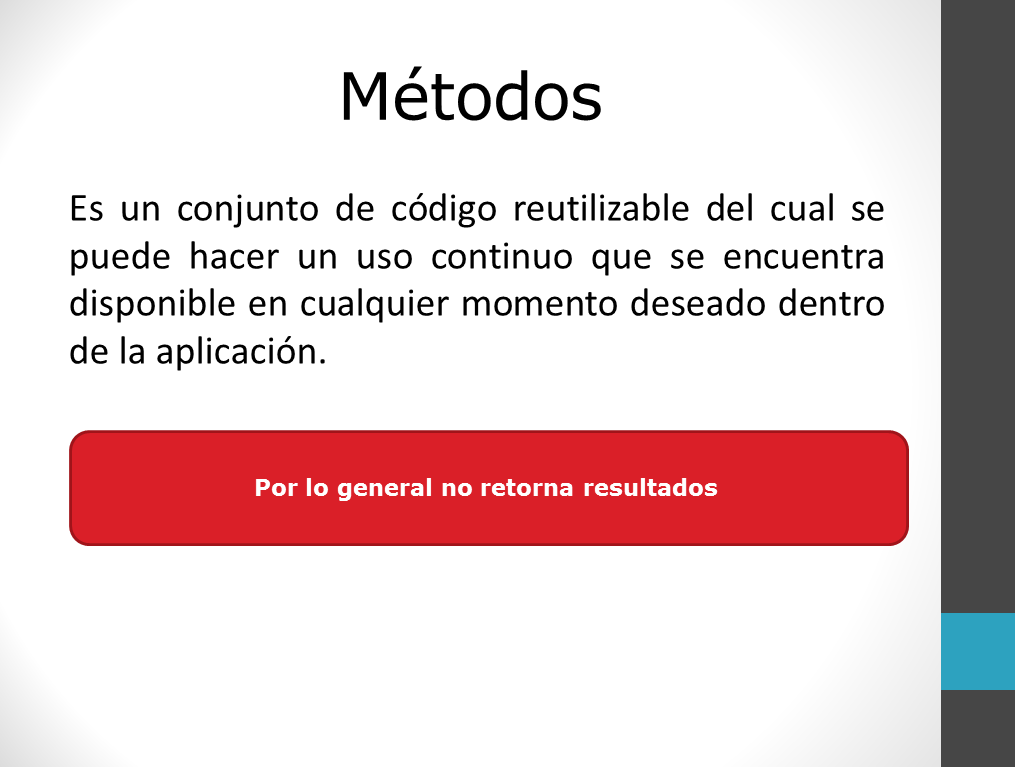 Métodos
Es un conjunto de código reutilizable del cual se
puede hacer un uso continuo que se encuentra
disponible en cualquier momento deseado dentro
de la aplicación.
Por lo general no retorna resultados